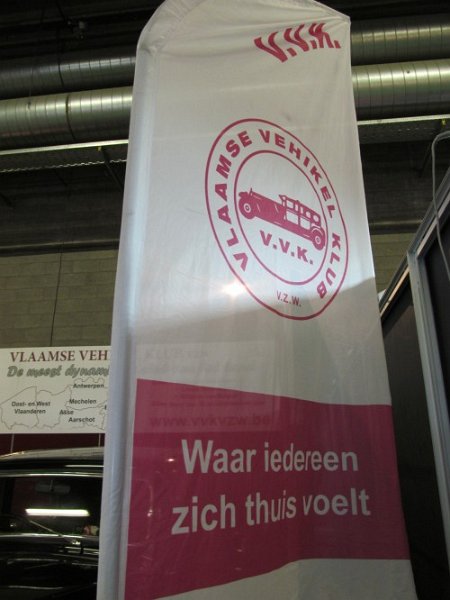 V.V.K.
VLAAMSE VEHIKEL KLUB
V.V.K.
V.Z.W.
Waar iedereen
zich thuis voelt
VLAAMSE VEHI
De meest dynam
Antwerpen
Oost- en West
Vlaanderen
Mechelen
Aalst
Aarschot
www.vvkvzw.be